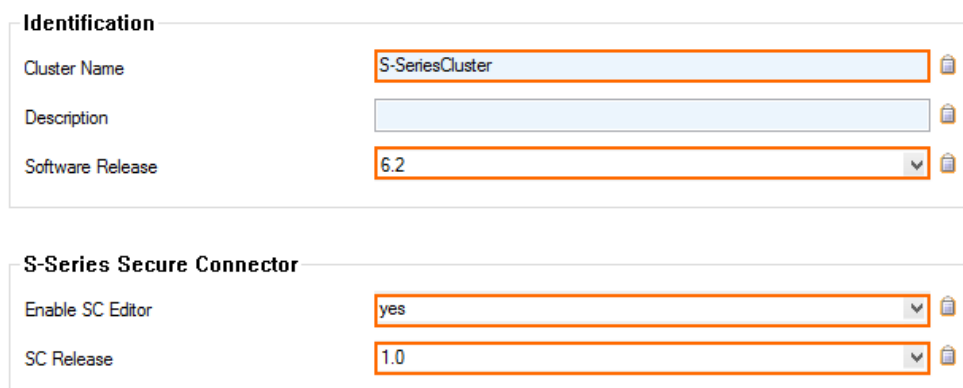 Identification
Cluster Name S-SeriesCluster
Description
Software Release 6.2
S-Series Secure Connector
Enable SC Editor yes
SC Release 1.0